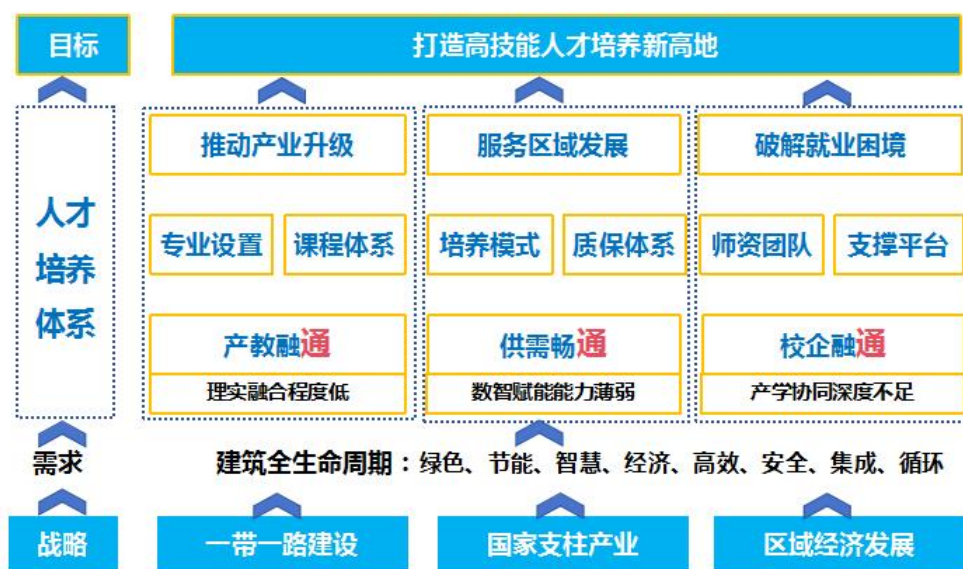 目标
打造高技能人才培养新高地
人才
培养
体系
推动产业升级
服务区域发展
破解就业困境
专业设置
课程体系
培养模式
质保体系
师资团队
支撑平台
产教融通
供需畅通
校企融通
理实融合程度低
数智赋能能力薄弱
产学协同深度不足
需求
建筑全生命周期：绿色、节能、智慧、经济、高效、安全、集成、循环
战略
一带一路建设
国家支柱产业
区域经济发展